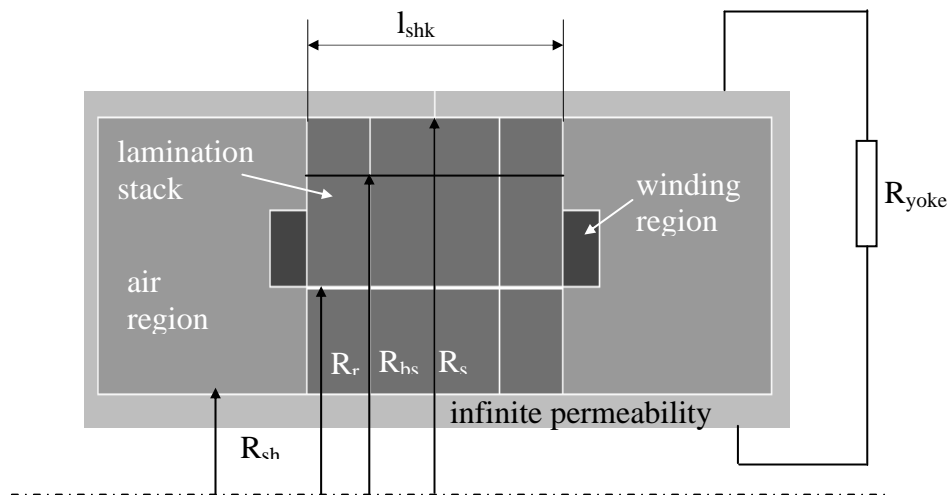 l_shk
lamination
stack
winding
region
R_yoke
air
region
R_r R_bs R_s
infinite permeability
R_sh